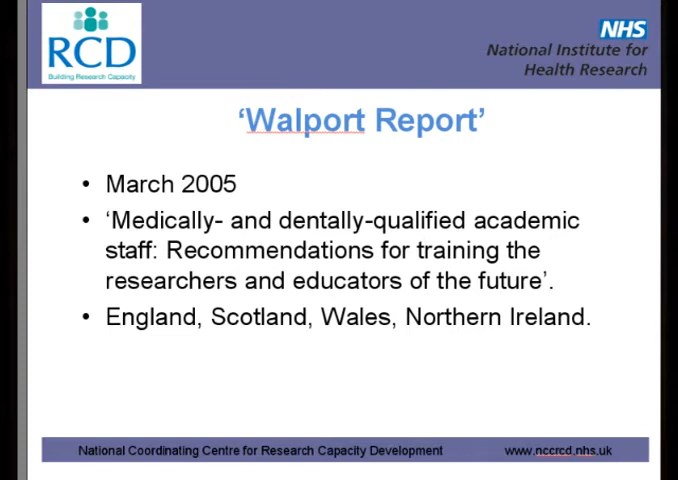 RCD
Building Research Capacity
NHS
National Institute for
Health Research
‘Walport Report’
• March 2005
• ‘Medically- and dentally-qualified academic
staff: Recommendations for training the
researchers and educators of the future’.
• England, Scotland, Wales, Northern Ireland.
National Coordinating Centre for Research Capacity Development
www.nccrcd.nhs.uk